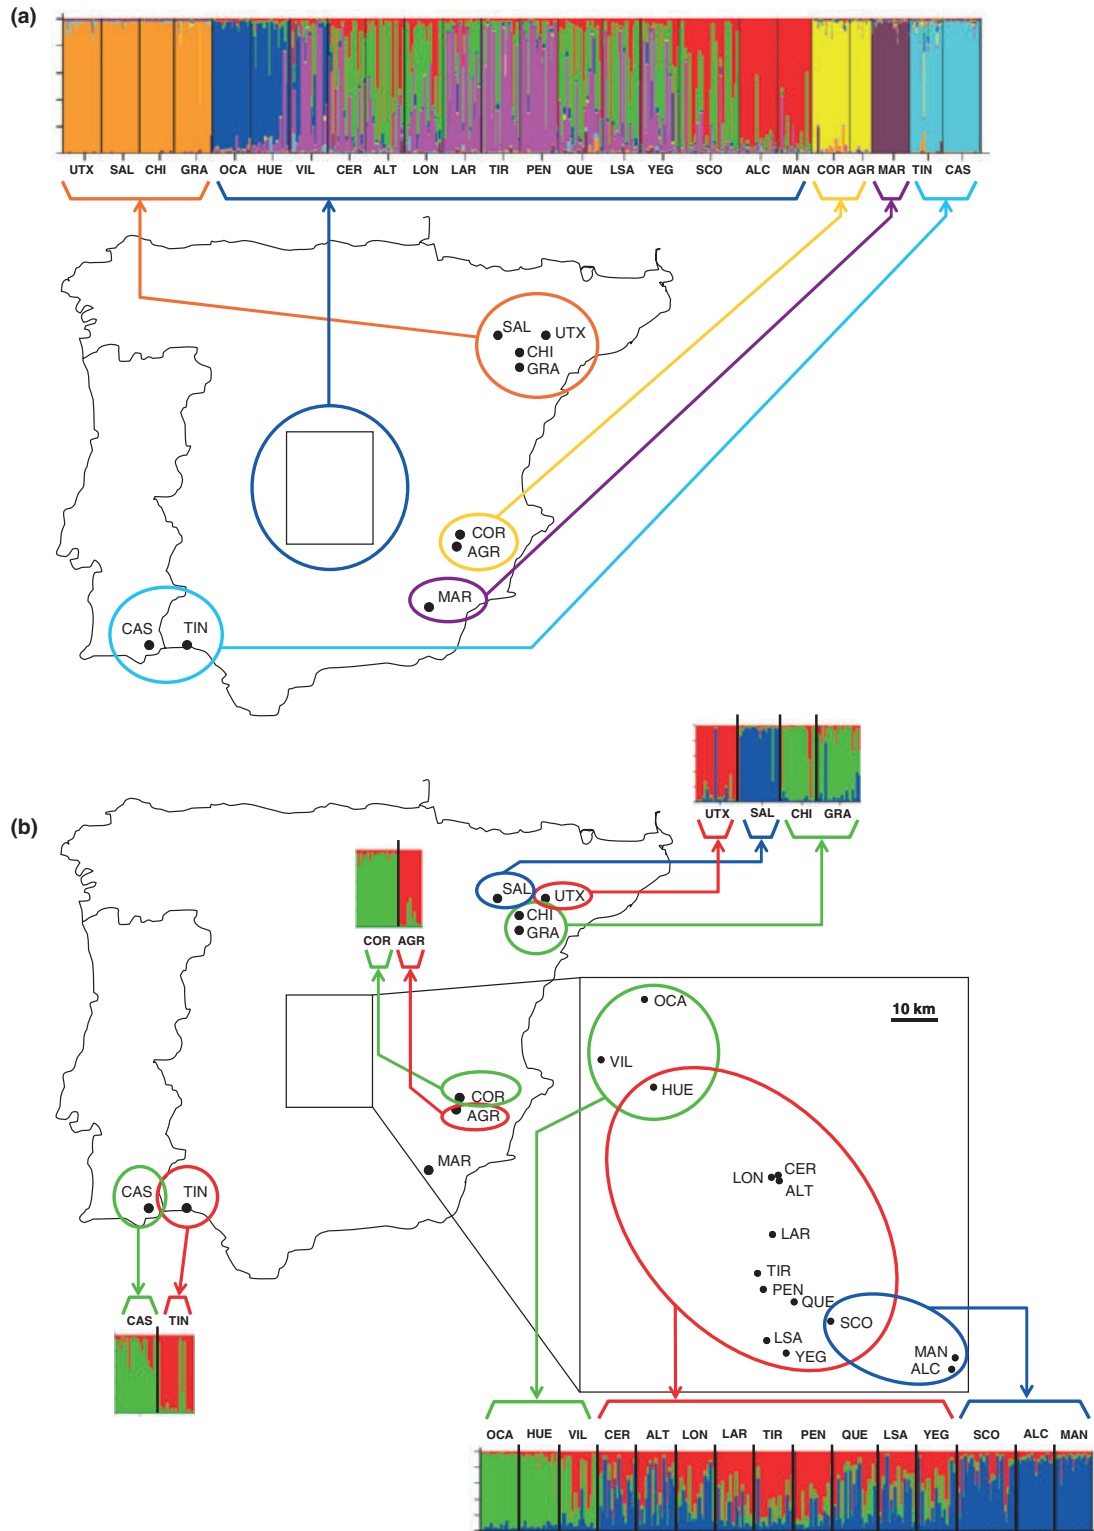 (a)
UTX SAL CHI GRA OCA HUE VIL CER ALT LON LAR TIR PEN QUE LSA YEG SCO ALC MAN COR AGR MAR TIN CAS
SAL UTX
CHI
GRA
COR
AGR
MAR
CAS TIN
(b)
UTX SAL CHI GRA
SAL UTX
CHI
GRA
COR AGR
OCA
10 km
VIL
HUE
COR
AGR
MAR
LON CER
ALT
CAS TIN
LAR
TIR
PEN
QUE
SCO
LSA
YEG
MAN
ALC
CAS TIN
OCA HUE VIL CER ALT LON LAR TIR PEN QUE LSA YEG SCO ALC MAN